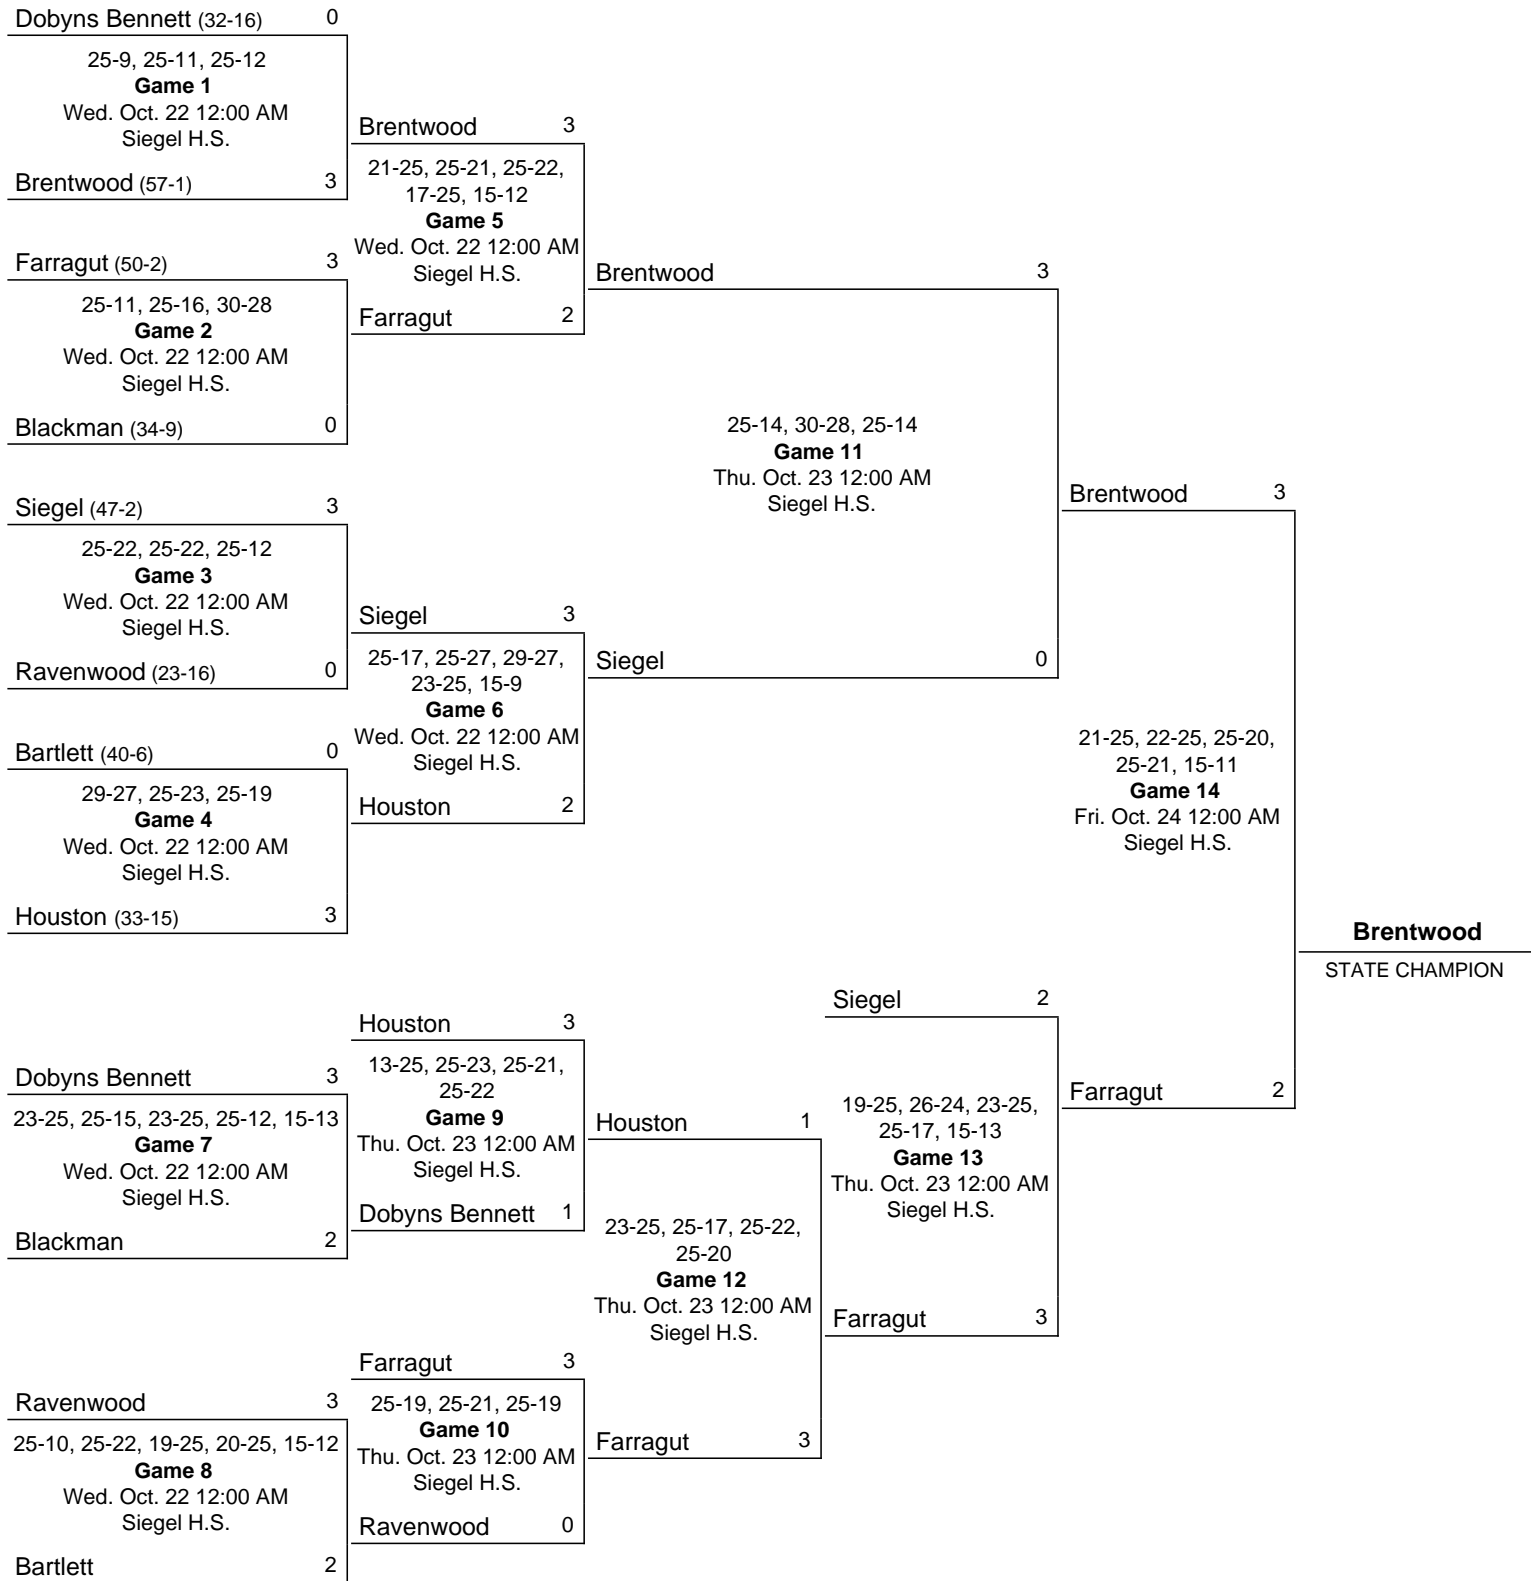 Dobyns Bennett (32-16) 0
25-9, 25-11, 25-12
Game 1
Wed. Oct. 22 12:00 AM
Siegel H.S.
Brentwood (57-1) 3
Farragut (50-2) 3
25-11, 25-16, 30-28
Game 2
Wed. Oct. 22 12:00 AM
Siegel H.S.
Blackman (34-9) 0
Siegel (47-2) 3
25-22, 25-22, 25-12
Game 3
Wed. Oct. 22 12:00 AM
Siegel H.S.
Ravenwood (23-16) 0
Bartlett (40-6) 0
29-27, 25-23, 25-19
Game 4
Wed. Oct. 22 12:00 AM
Siegel H.S.
Houston (33-15) 3
Brentwood 3
21-25, 25-21, 25-22,
17-25, 15-12
Game 5
Wed. Oct. 22 12:00 AM
Siegel H.S.
Farragut 2
Siegel 3
25-17, 25-27, 29-27,
23-25, 15-9
Game 6
Wed. Oct. 22 12:00 AM
Siegel H.S.
Houston 2
Brentwood 3
25-14, 30-28, 25-14
Game 11
Thu. Oct. 23 12:00 AM
Siegel H.S.
Siegel 0
Dobyns Bennett 3
23-25, 25-15, 23-25, 25-12, 15-13
Game 7
Wed. Oct. 22 12:00 AM
Siegel H.S.
Blackman 2
Ravenwood 3
25-10, 25-22, 19-25, 20-25, 15-12
Game 8
Wed. Oct. 22 12:00 AM
Siegel H.S.
Bartlett 2
Houston 3
13-25, 25-23, 25-21,
25-22
Game 9
Thu. Oct. 23 12:00 AM
Siegel H.S.
Dobyns Bennett 1
Farragut 3
25-19, 25-21, 25-19
Game 10
Thu. Oct. 23 12:00 AM
Siegel H.S.
Ravenwood 0
Houston 1
23-25, 25-17, 25-22,
25-20
Game 12
Thu. Oct. 23 12:00 AM
Siegel H.S.
Farragut 3
Siegel 2
19-25, 26-24, 23-25,
25-17, 15-13
Game 13
Thu. Oct. 23 12:00 AM
Siegel H.S.
Farragut 3
Brentwood 3
21-25, 22-25, 25-20,
25-21, 15-11
Game 14
Fri. Oct. 24 12:00 AM
Siegel H.S.
Farragut 2
Brentwood
STATE CHAMPION